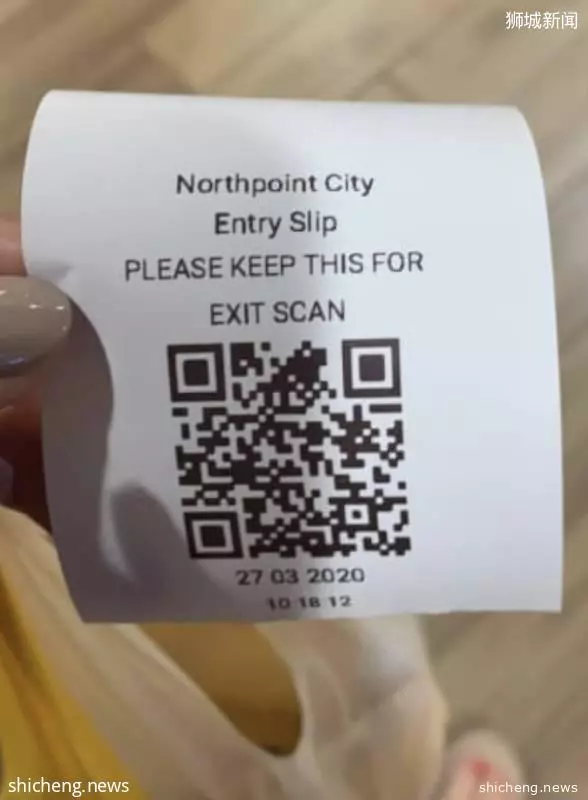 狮城新闻
Northpoint City
Entry Slip
PLEASE KEEP THIS FOR
EXIT SCAN
27 03 2020
10 18 12
shicheng.news
shicheng.news